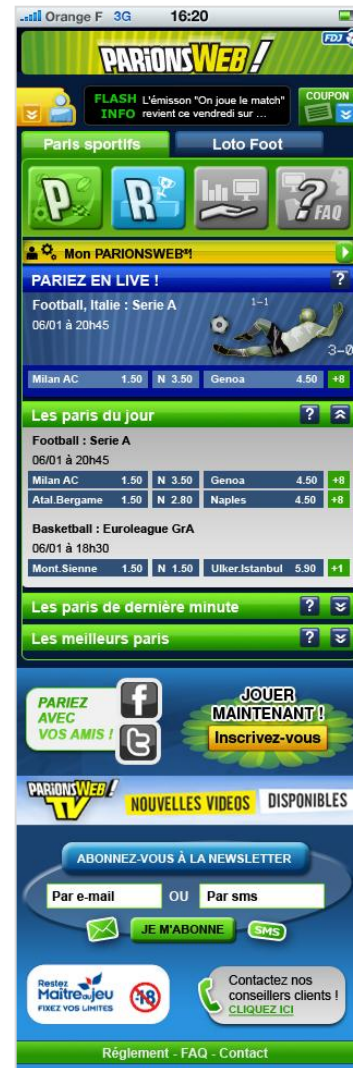 Orange F 3G 16:20
FDJ
PARIONSWEB!
FLASH INFO L'émisson "On joue le match"
revient ce vendredi sur ...
COUPON
Paris sportifs Loto Foot
P R ? FAQ
Mon PARIONSWEB !
PARIEZ EN LIVE ! ?
Football, Italie : Serie A
06/01 à 20h45
1-1
3-0
Milan AC 1.50 N 3.50 Genoa 4.50 +8
Les paris du jour ?
Football : Serie A
06/01 à 20h45
Milan AC 1.50 N 3.50 Genoa 4.50 +8
Atal.Bergame 1.50 N 2.80 Naples 4.50 +8
Basketball : Euroleague GrA
06/01 à 18h30
Mont.Sienne 1.50 N 1.50 Ulker.Istanbul 5.90 +1
Les paris de dernière minute ?
Les meilleurs paris ?
PARIEZ
AVEC
VOS AMIS !
f
t
JOUER
MAINTENANT !
Inscrivez-vous
PARIONSWEB!
TV
NOUVELLES VIDEOS DISPONIBLES
ABONNEZ-VOUS À LA NEWSLETTER
Par e-mail OU Par sms
JE M'ABONNE SMS
Restez
Maître du jeu
FIXEZ VOS LIMITES
-18
Contactez nos
conseillers clients !
CLIQUEZ ICI
Réglement - FAQ - Contact